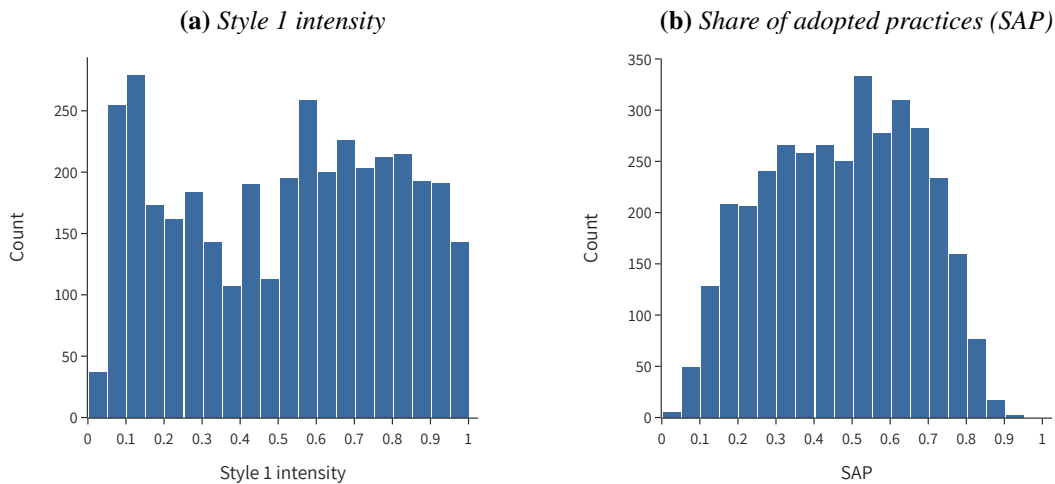 (a) Style 1 intensity
250
200
150
100
50
0
Count
0 0.1 0.2 0.3 0.4 0.5 0.6 0.7 0.8 0.9 1
Style 1 intensity
(b) Share of adopted practices (SAP)
350
300
250
200
150
100
50
0
Count
0 0.1 0.2 0.3 0.4 0.5 0.6 0.7 0.8 0.9 1
SAP